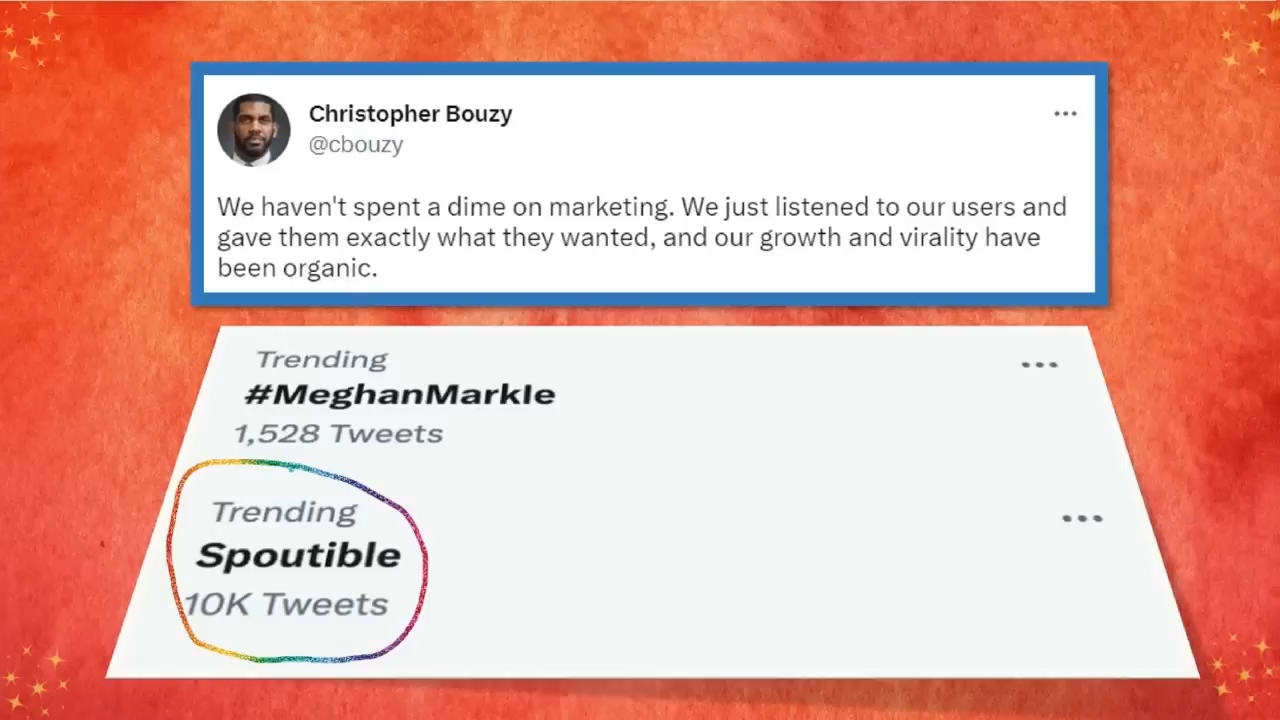 Christopher Bouzy
@cbouzy
We haven't spent a dime on marketing. We just listened to our users and
gave them exactly what they wanted, and our growth and virality have
been organic.
Trending
#MeghanMarkle
1,528 Tweets
Trending
Spoutible
10K Tweets